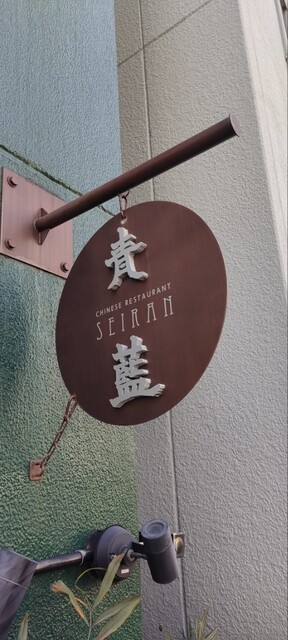 青
CHINESE RESTAURANT
SEIRAN
藍